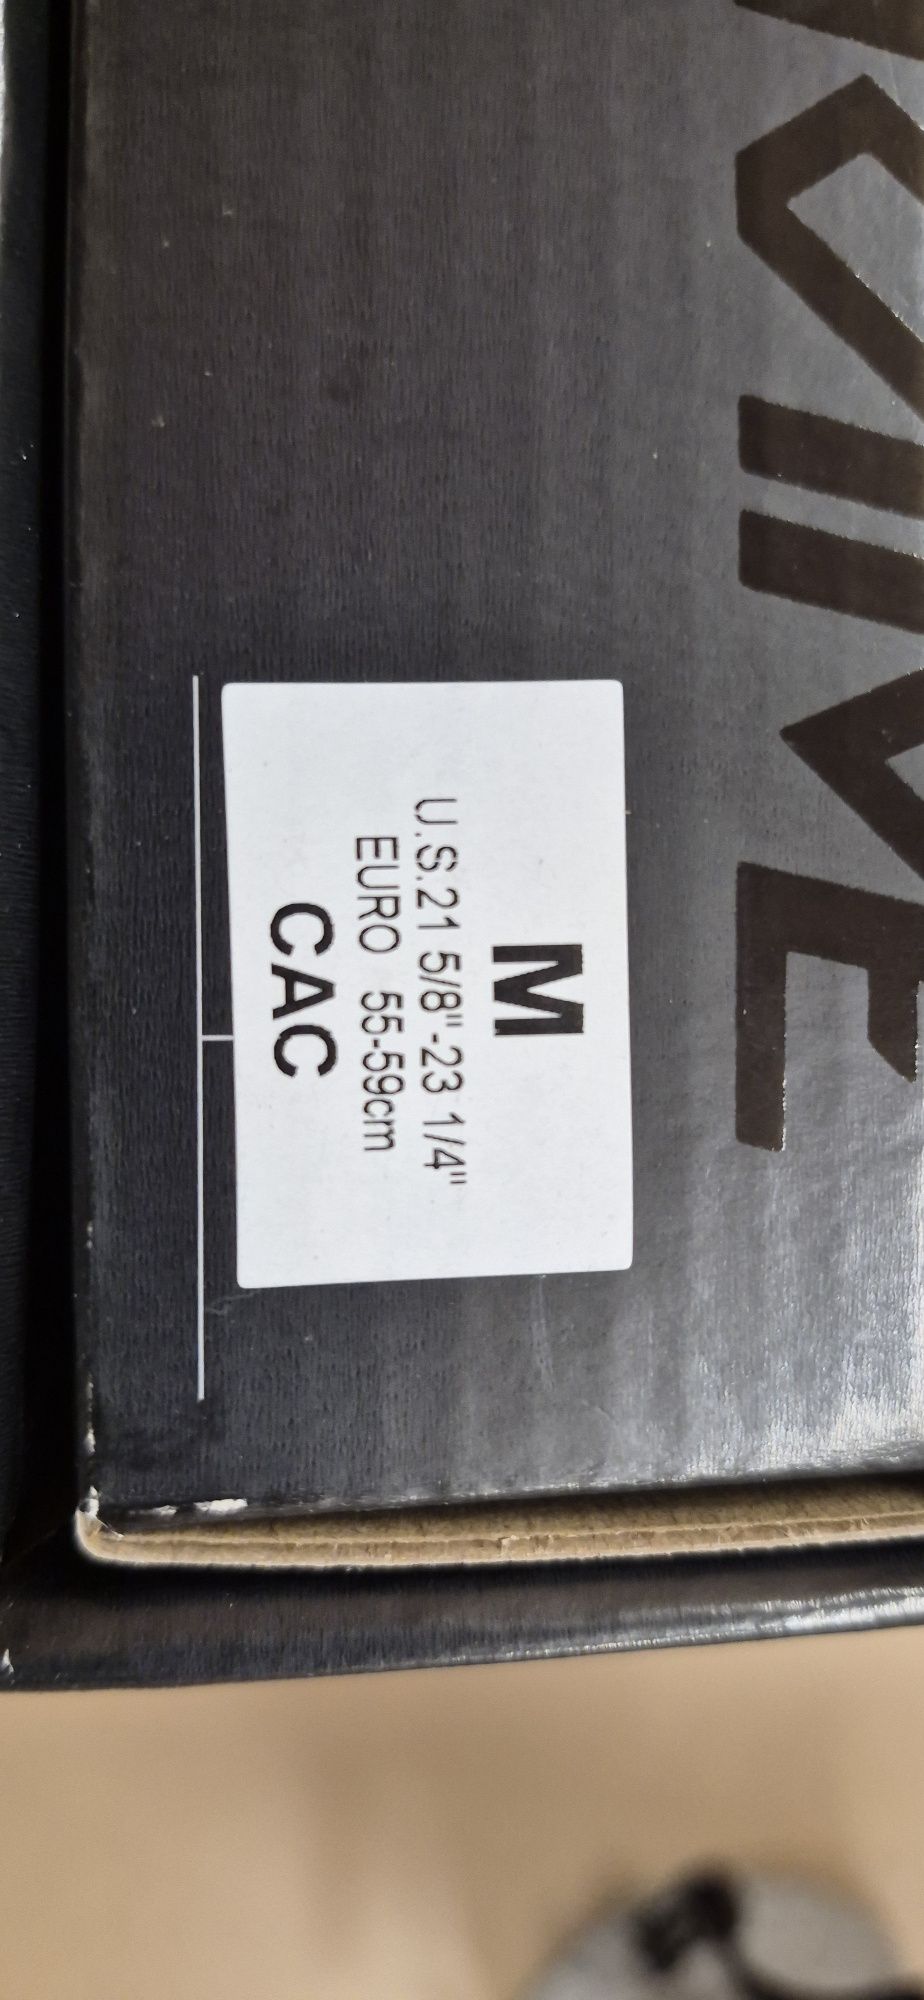 M
U.S.21 5/8"-23 1/4"
EURO 55-59cm
CAC